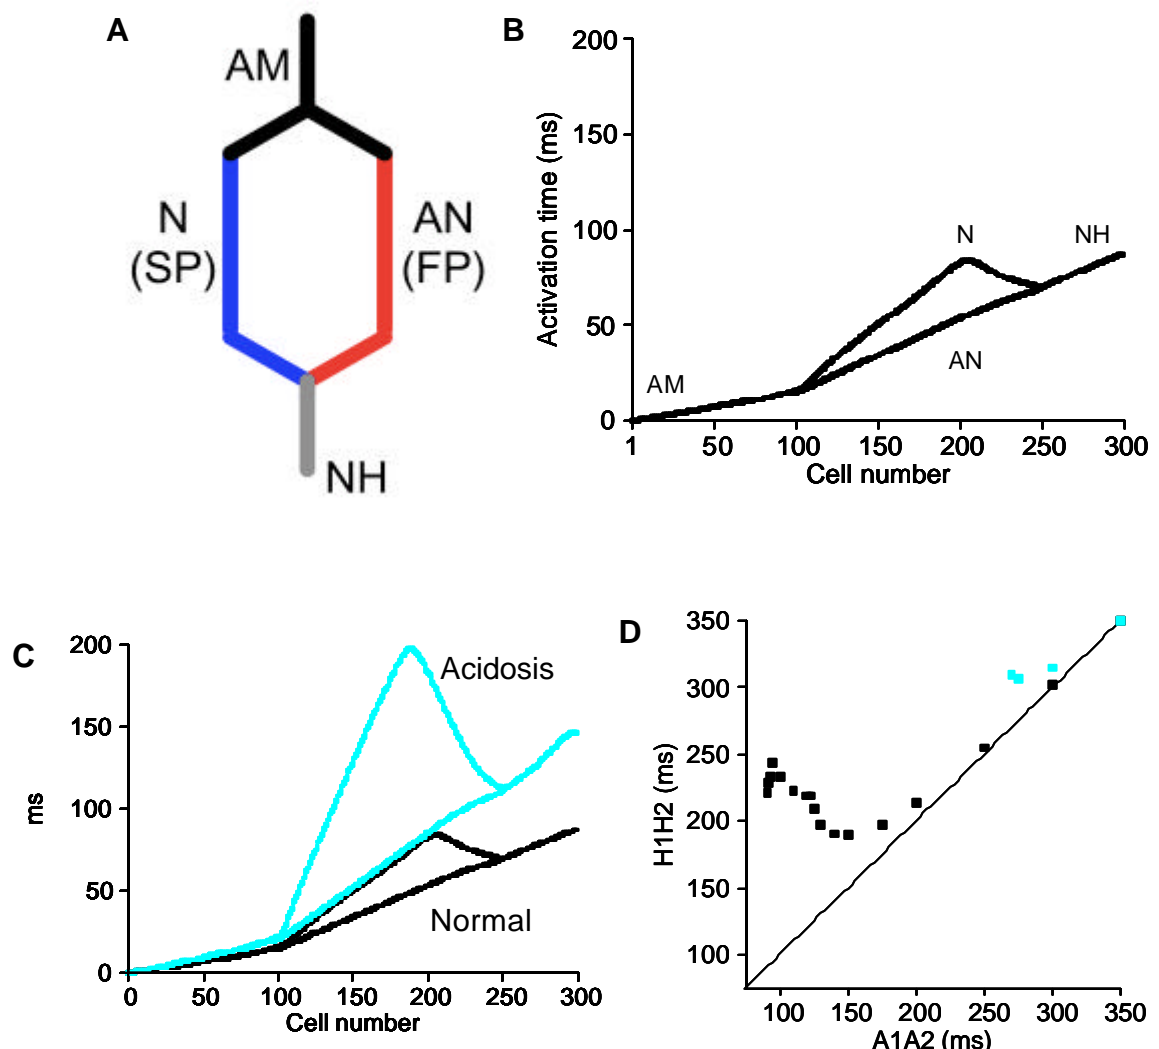 A
AM
N
(SP)
AN
(FP)
NH
B
Activation time (ms)
200
150
100
50
0
N
NH
AN
AM
1 50 100 150 200 250 300
Cell number
C
ms
200
150
100
50
0
Acidosis
Normal
0 50 100 150 200 250 300
Cell number
D
H1H2 (ms)
350
300
250
200
150
100
100 150 200 250 300 350
A1A2 (ms)